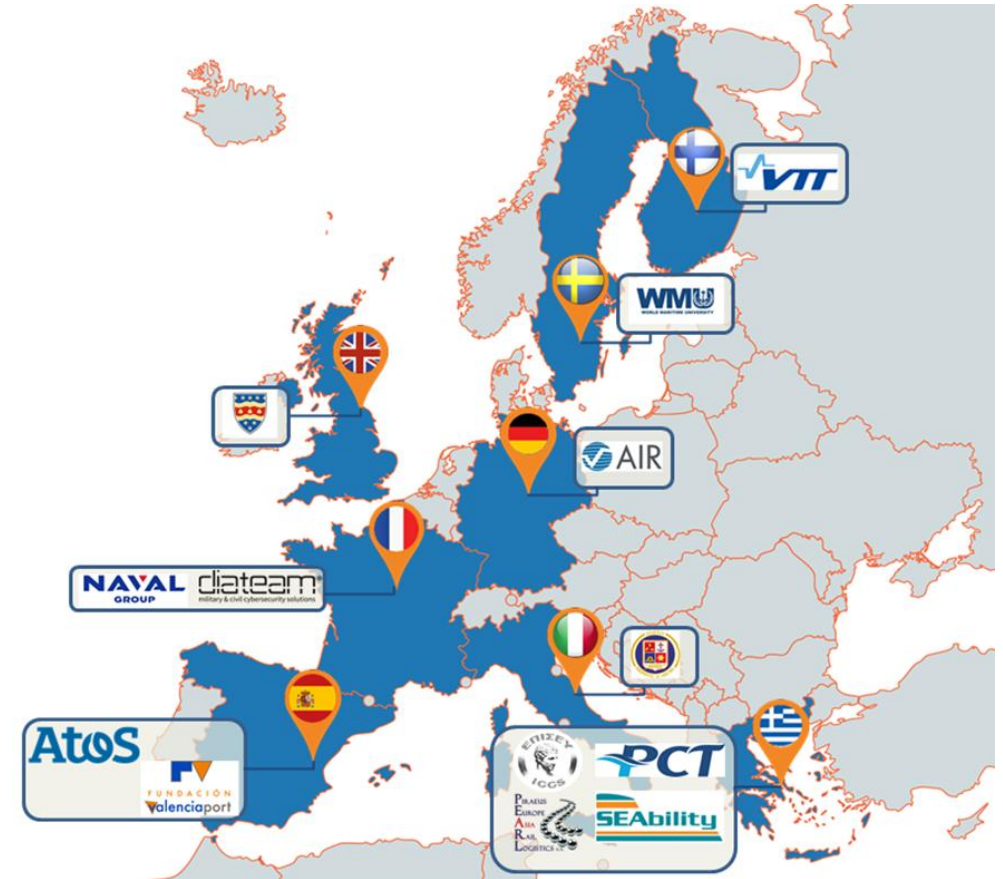 VTT
WMU
WORLD MARITIME UNIVERSITY
AIR
NAVAL
GROUP
diateam
military & civil cybersecurity solutions
Atos
FUNDACIÓN
Valenciaport
ΕΠΙΣΕΥ
ICCS
PCT
PIRAEUS
EUROPE
ASIA
RAIL
LOGISTICS
SEAbility